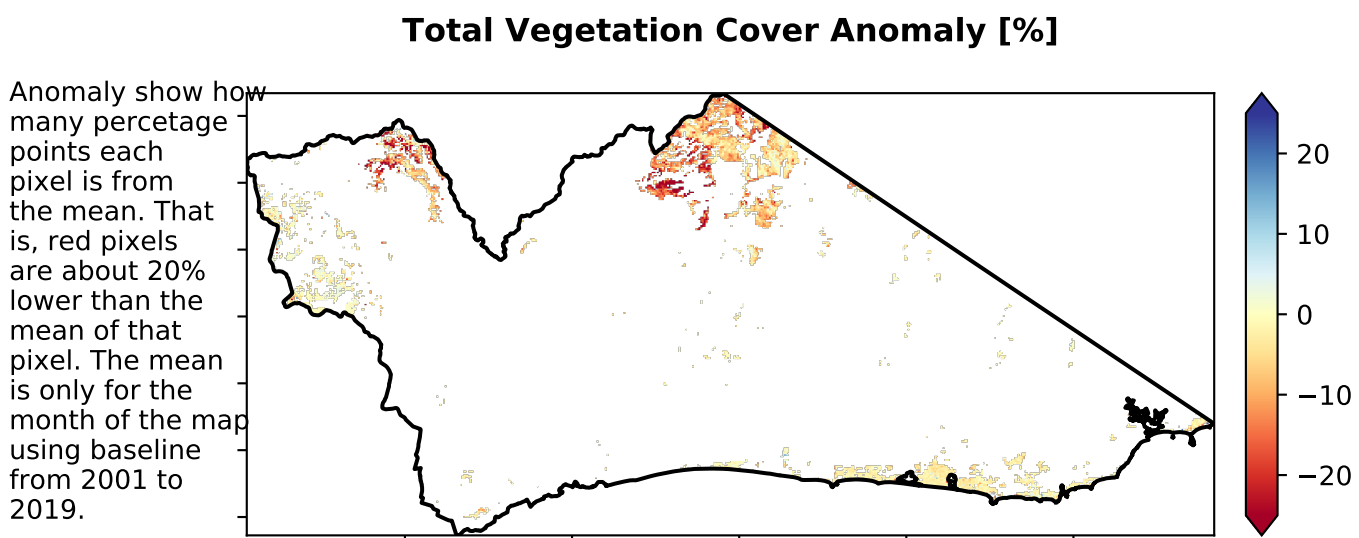 Total Vegetation Cover Anomaly [%]
Anomaly show how
many percetage
points each
pixel is from
the mean. That
is, red pixels
are about 20%
lower than the
mean of that
pixel. The mean
is only for the
month of the map
using baseline
from 2001 to
2019.
20
10
0
−10
−20